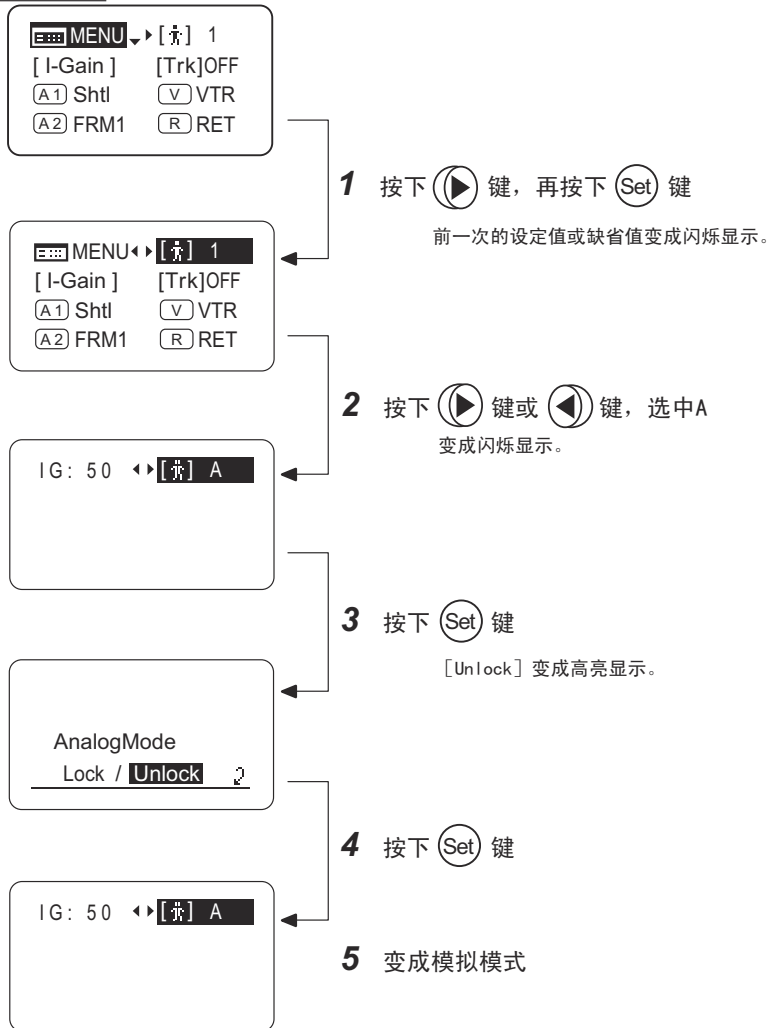 MENU [ ] 1
[ I-Gain ] [Trk]OFF
A1 Shtl V VTR
A2 FRM1 R RET
1 按下 键，再按下 Set 键
前一次的设定值或缺省值变成闪烁显示。
MENU [ ] 1
[ I-Gain ] [Trk]OFF
A1 Shtl V VTR
A2 FRM1 R RET
2 按下 键或 键，选中A
变成闪烁显示。
IG: 50 [ ] A
3 按下 Set 键
［Unlock］变成高亮显示。
AnalogMode
Lock / Unlock
4 按下 Set 键
IG: 50 [ ] A
5 变成模拟模式